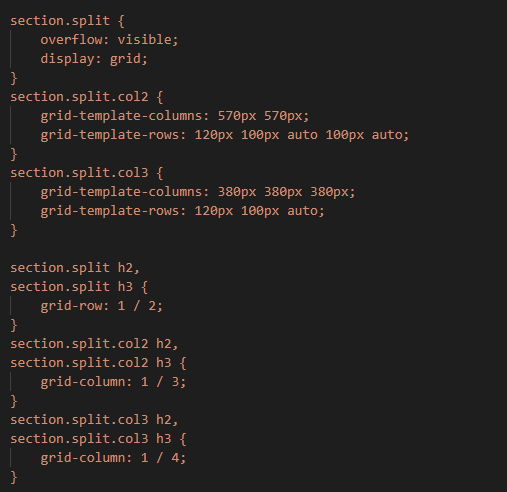 section.split {
    overflow: visible;
    display: grid;
}
section.split.col2 {
    grid-template-columns: 570px 570px;
    grid-template-rows: 120px 100px auto 100px auto;
}
section.split.col3 {
    grid-template-columns: 380px 380px 380px;
    grid-template-rows: 120px 100px auto;
}

section.split h2,
section.split h3 {
    grid-row: 1 / 2;
}
section.split.col2 h2,
section.split.col2 h3 {
    grid-column: 1 / 3;
}
section.split.col3 h2,
section.split.col3 h3 {
    grid-column: 1 / 4;
}